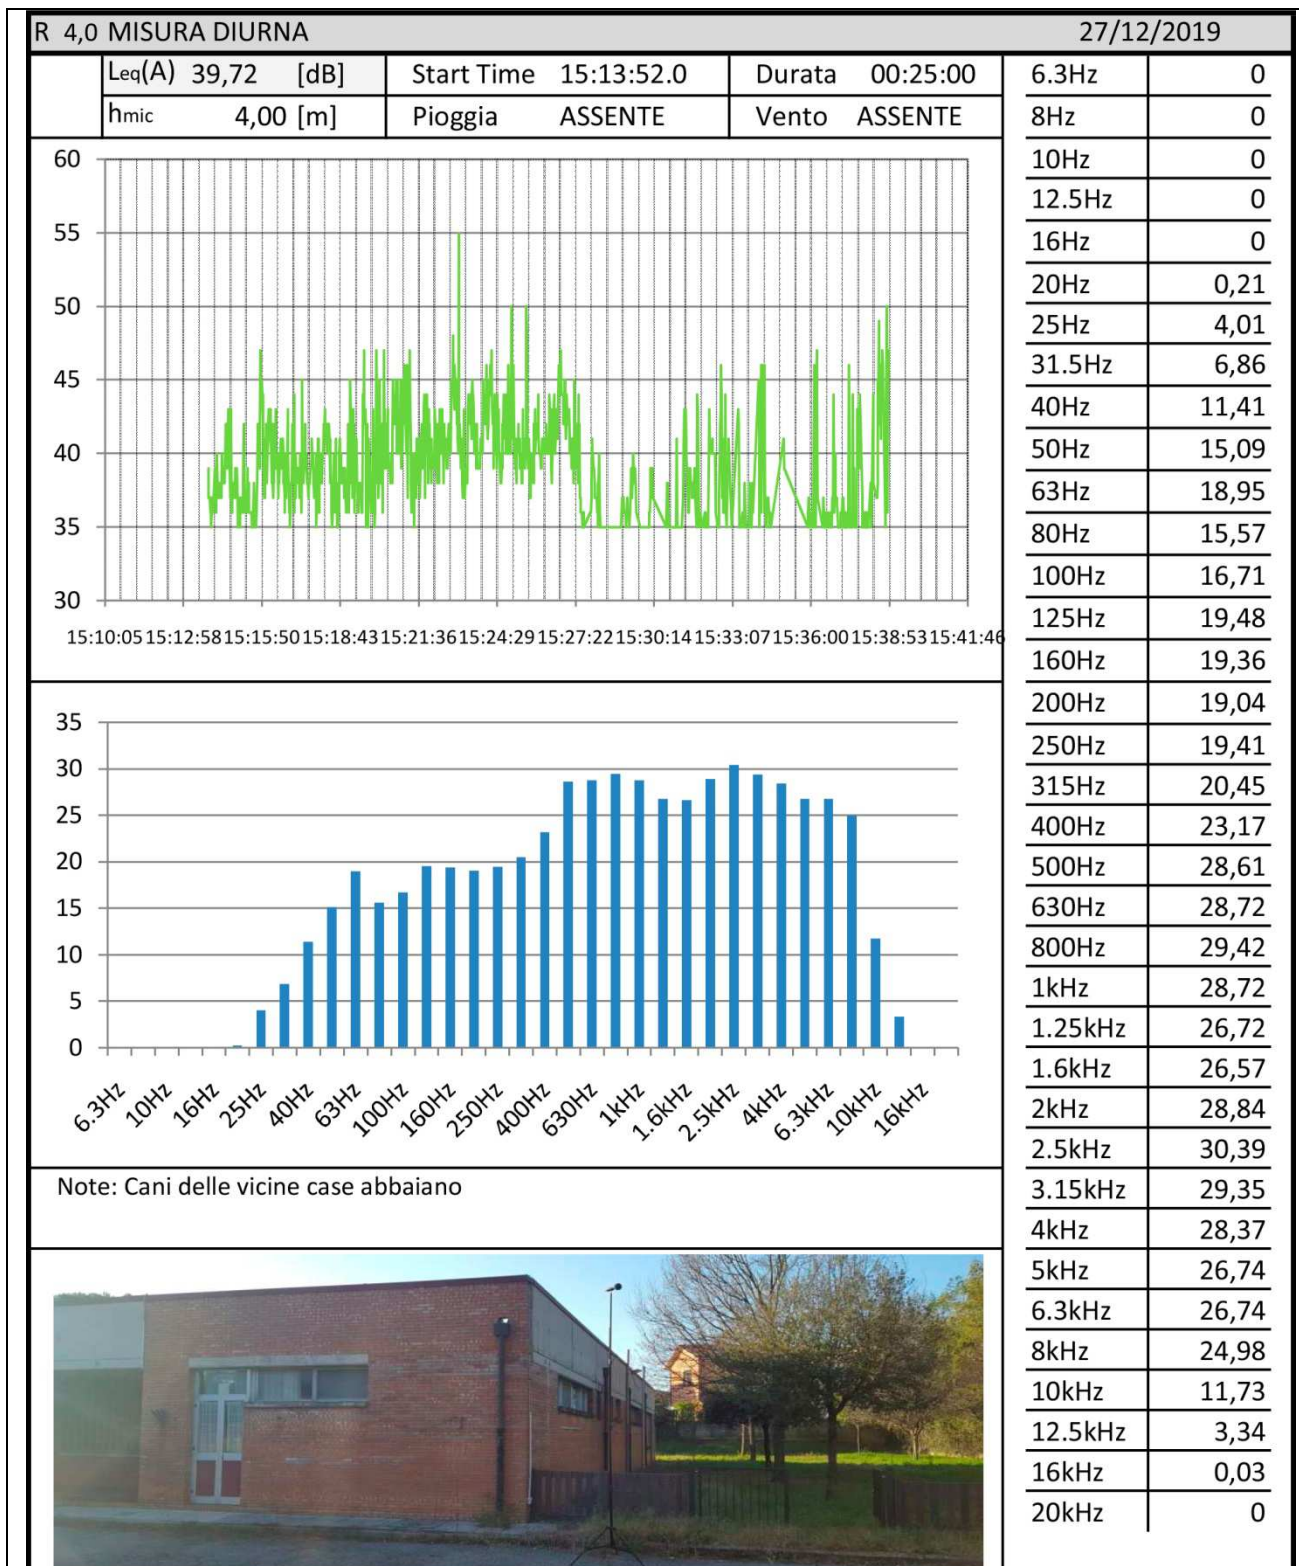 R 4,0 MISURA DIURNA 27/12/2019
Leq(A) 39,72 [dB] Start Time 15:13:52.0 Durata 00:25:00
hmic 4,00 [m] Pioggia ASSENTE Vento ASSENTE
60
55
50
45
40
35
30
15:10:05 15:12:58 15:15:50 15:18:43 15:21:36 15:24:29 15:27:22 15:30:14 15:33:07 15:36:00 15:38:53 15:41:46
35
30
25
20
15
10
5
0
6.3Hz 10Hz 16Hz 25Hz 40Hz 63Hz 100Hz 160Hz 250Hz 400Hz 630Hz 1kHz 1.6kHz 2.5kHz 4kHz 6.3kHz 10kHz 16kHz
Note: Cani delle vicine case abbaiano
6.3Hz 0
8Hz 0
10Hz 0
12.5Hz 0
16Hz 0
20Hz 0,21
25Hz 4,01
31.5Hz 6,86
40Hz 11,41
50Hz 15,09
63Hz 18,95
80Hz 15,57
100Hz 16,71
125Hz 19,48
160Hz 19,36
200Hz 19,04
250Hz 19,41
315Hz 20,45
400Hz 23,17
500Hz 28,61
630Hz 28,72
800Hz 29,42
1kHz 28,72
1.25kHz 26,72
1.6kHz 26,57
2kHz 28,84
2.5kHz 30,39
3.15kHz 29,35
4kHz 28,37
5kHz 26,74
6.3kHz 26,74
8kHz 24,98
10kHz 11,73
12.5kHz 3,34
16kHz 0,03
20kHz 0